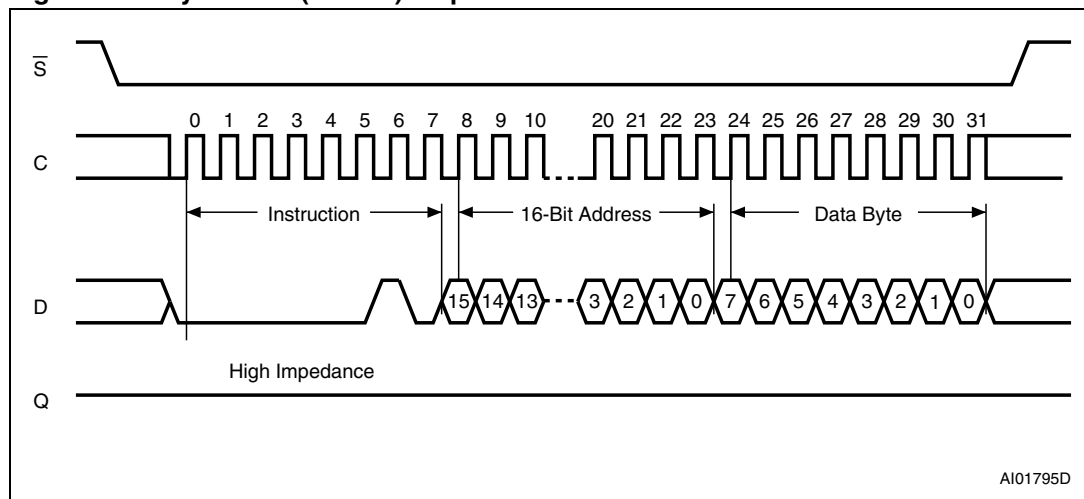 S
0 1 2 3 4 5 6 7 8 9 10 20 21 22 23 24 25 26 27 28 29 30 31
C
Instruction 16-Bit Address Data Byte
D 15 14 13 3 2 1 0 7 6 5 4 3 2 1 0
High Impedance
Q
AI01795D